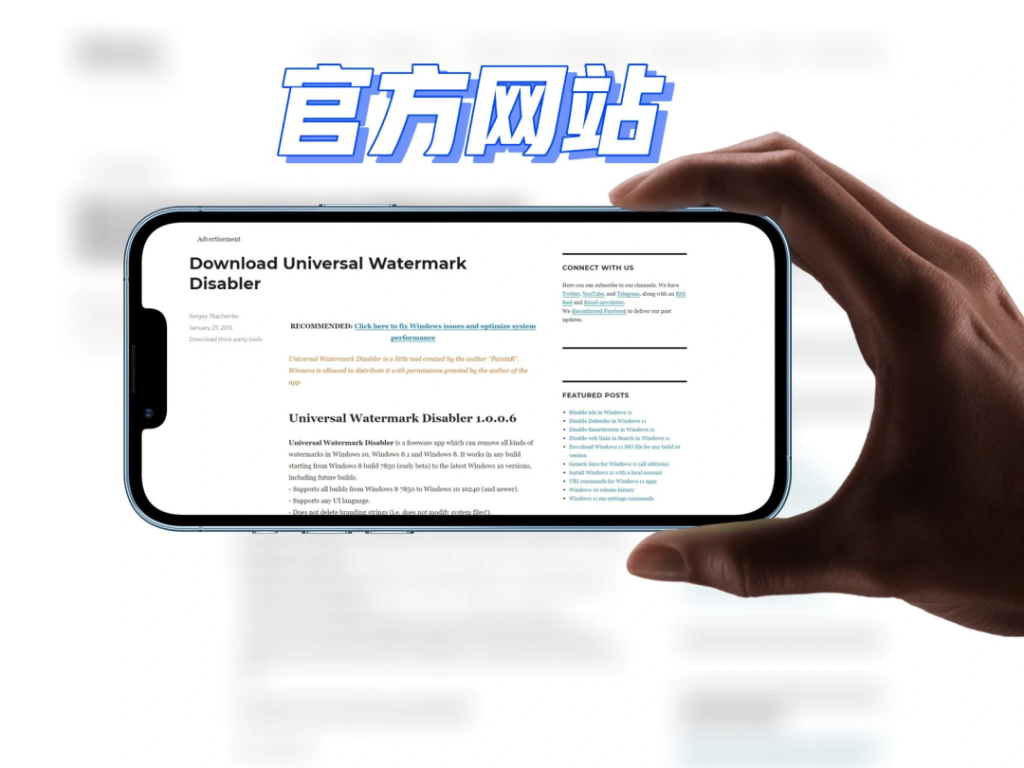 官方网站
Advertisement
Download Universal Watermark
Disabler
Sergey Tkachenko
January 27, 2015
Download third-party tools
RECOMMENDED: Click here to fix Windows issues and optimize system
performance
Universal Watermark Disabler is a little tool created by the author "PainteR".
Winaero is allowed to distribute it with permissions granted by the author of the
app.
Universal Watermark Disabler 1.0.0.6
Universal Watermark Disabler is a freeware app which can remove all kinds of
watermarks in Windows 10, Windows 8.1 and Windows 8. It works in any build
starting from Windows 8 build 7850 (early beta) to the latest Windows 10 versions,
including future builds.
- Supports all builds from Windows 8 7850 to Windows 10 10240 (and newer).
- Supports any UI language.
- Does not delete branding strings (i.e. does not modify system files!).
CONNECT WITH US
Here you can subscribe to our channels. We have
Twitter, YouTube, and Telegram, along with an RSS
feed and Email newsletter.
We discontinued Facebook to deliver our post
updates.
FEATURED POSTS
• Disable ads in Windows 11
• Disable Defender in Windows 11
• Disable SmartScreen in Windows 11
• Disable web links in Search in Windows 11
• Download Windows 11 ISO file for any build or
version
• Generic keys for Windows 11 (all editions)
• Install Windows 11 with a local account
• URI commands for Windows 11 apps
• Windows 10 release history
• Windows 11 ms-settings commands